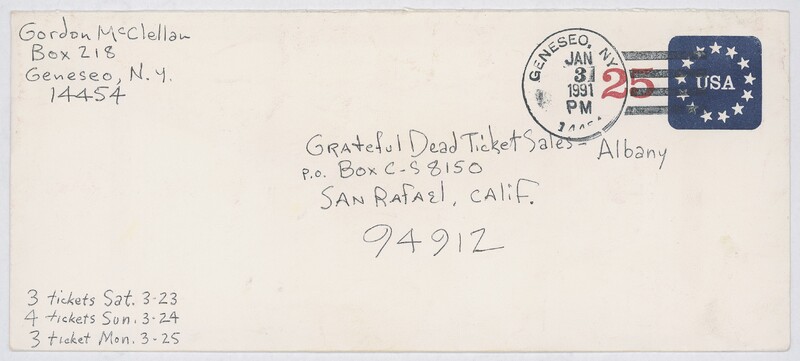 Gordon McClellan
Box 218
Geneseo, N.Y.
14454
GENESEO, NY
JAN
3
1991
PM
25
USA
Grateful Dead Ticket Sales - Albany
P.O. Box C-S 8150
SAN RAfaEl, CAlif.
94912
3 tickets Sat. 3-23
4 tickets Sun. 3-24
3 ticket Mon. 3-25